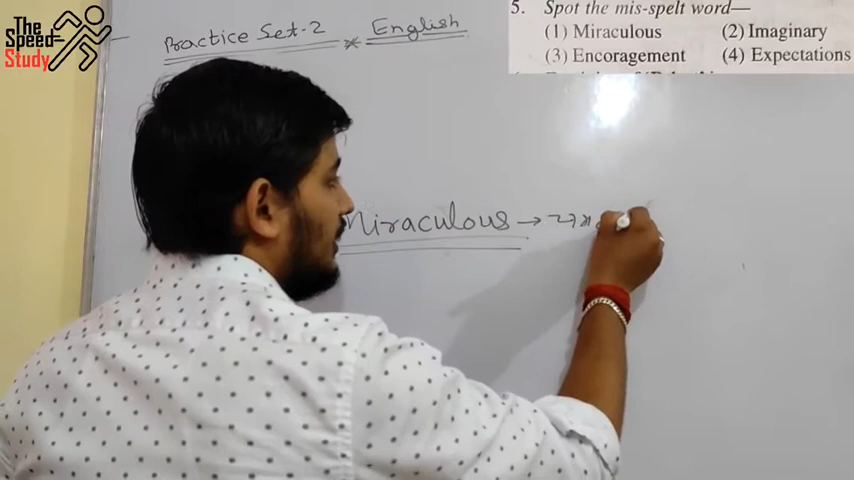 The
Speed
Study
Practice Set-2 * English
5. Spot the mis-spelt word—
(1) Miraculous (2) Imaginary
(3) Encoragement (4) Expectations
Miraculous →